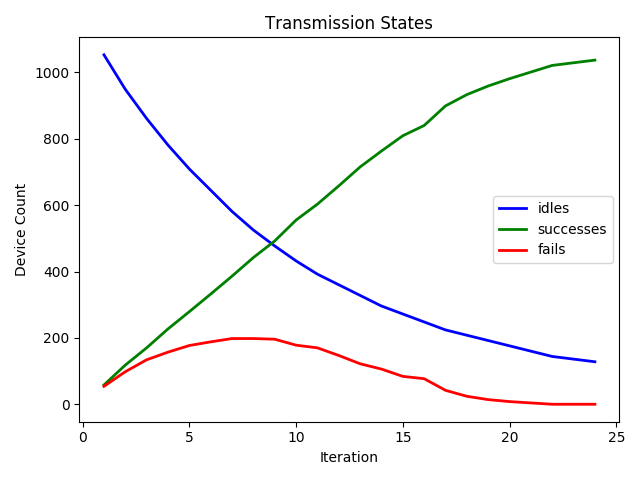 Transmission States
Device Count
1000
800
600
400
200
0
idles
successes
fails
0 5 10 15 20 25
Iteration